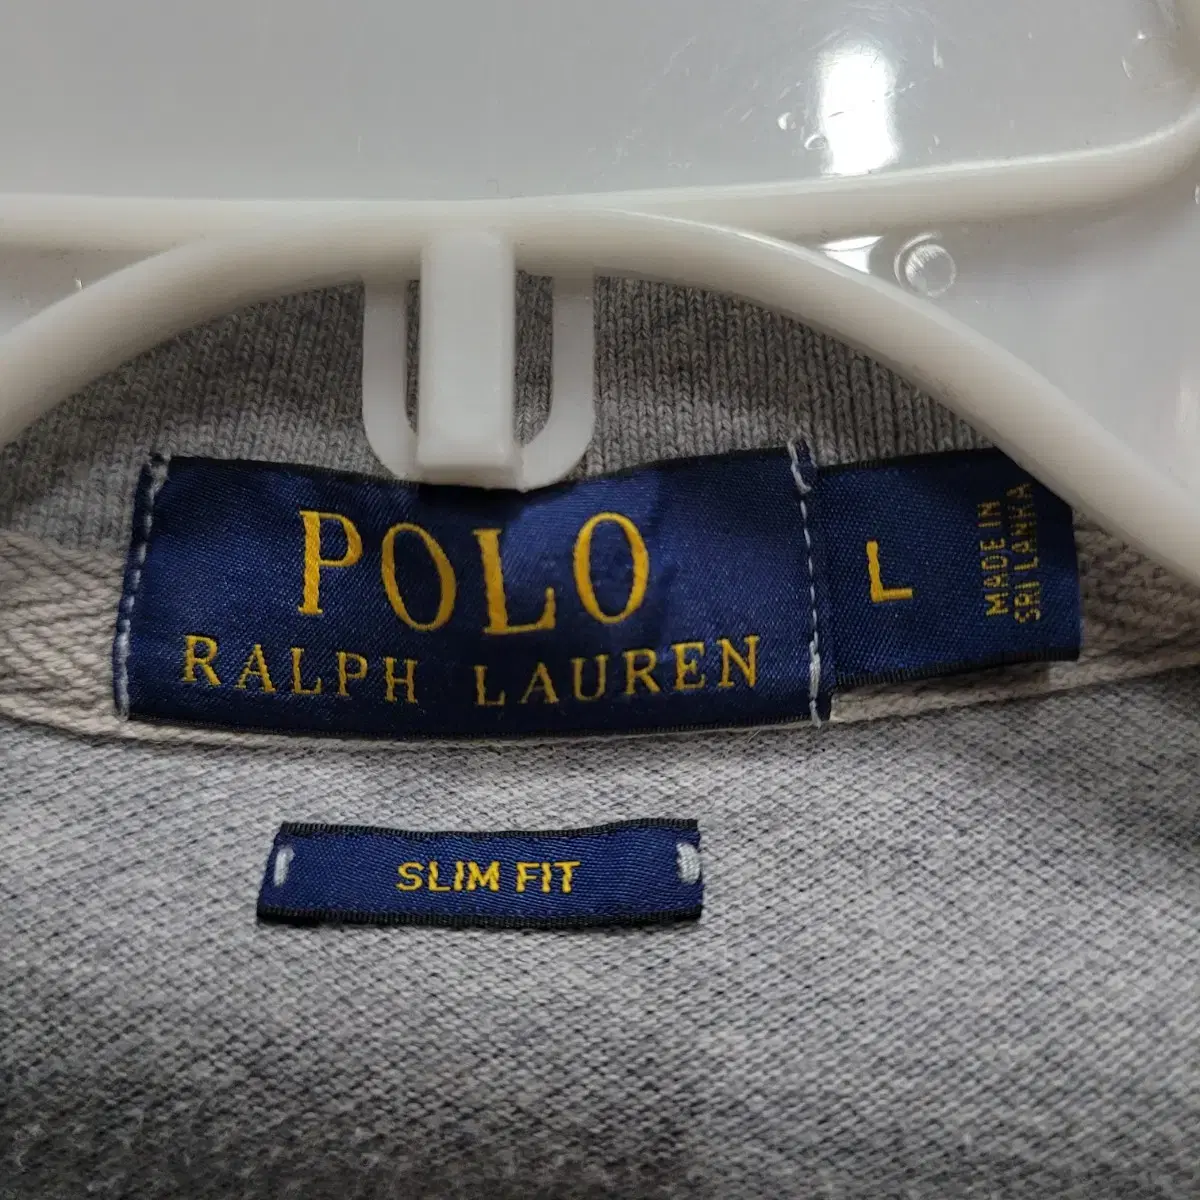 POLO
RALPH LAUREN
L
MADE IN
SRI LANKA
SLIM FIT